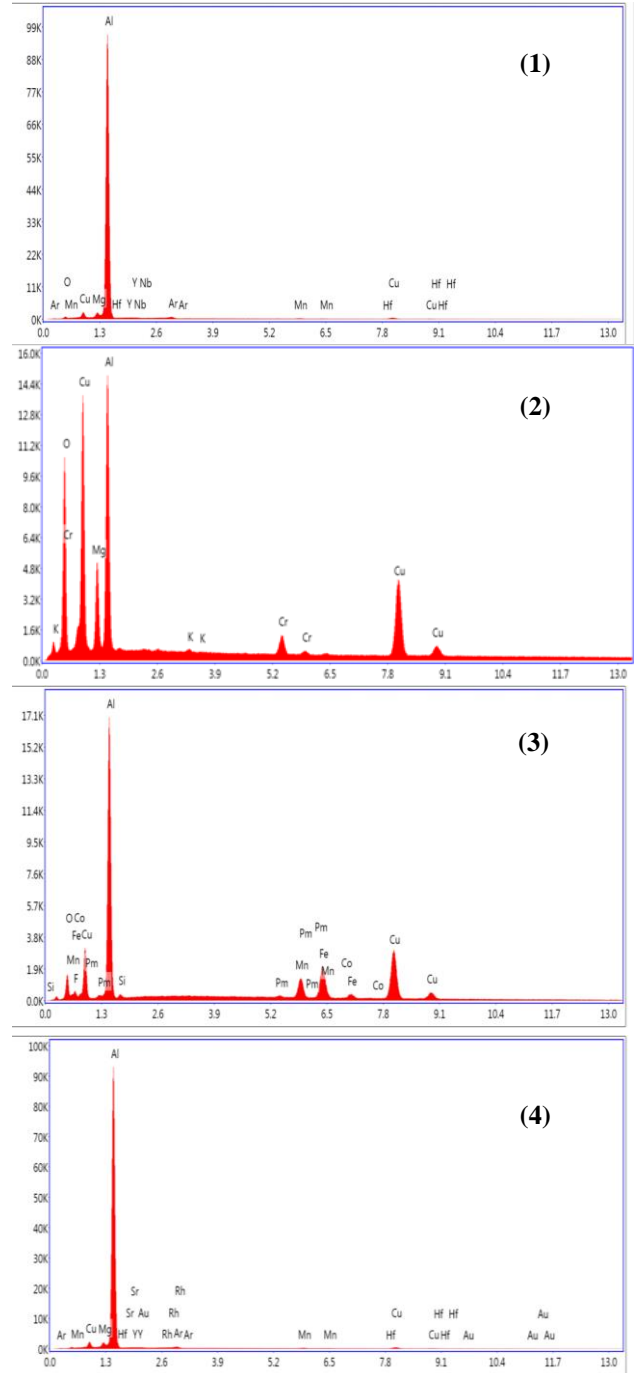 99K
88K
77K
66K
55K
44K
33K
22K
11K
0K
Al
(1)
O
Y Nb
Cu
Hf Hf
Ar Mn Cu Mg Hf Y Nb Ar Ar Mn Mn Hf Cu Hf
0.0 1.3 2.6 3.9 5.2 6.5 7.8 9.1 10.4 11.7 13.0
16.0K
14.4K
12.8K
11.2K
9.6K
8.0K
6.4K
4.8K
3.2K
1.6K
0.0K
Al
Cu
(2)
O
Cr
Mg
Cu
K K K Cr Cr Cu
0.0 1.3 2.6 3.9 5.2 6.5 7.8 9.1 10.4 11.7 13.0
17.1K
15.2K
13.3K
11.4K
9.5K
7.6K
5.7K
3.8K
1.9K
0.0K
Al
(3)
O Co
Fe Cu
Pm Pm
Mn Pm
Mn Fe Mn
Co
Cu
Si F Pm Si Pm Pm Fe Co Cu
0.0 1.3 2.6 3.9 5.2 6.5 7.8 9.1 10.4 11.7 13.0
100K
90K
80K
70K
60K
50K
40K
30K
20K
10K
0K
Al
(4)
Sr Rh
Sr Au Rh Cu Hf Hf Au
Ar Mn Cu Mg Hf YY Rh Ar Ar Mn Mn Hf Cu Hf Au Au Au
0.0 1.3 2.6 3.9 5.2 6.5 7.8 9.1 10.4 11.7 13.0